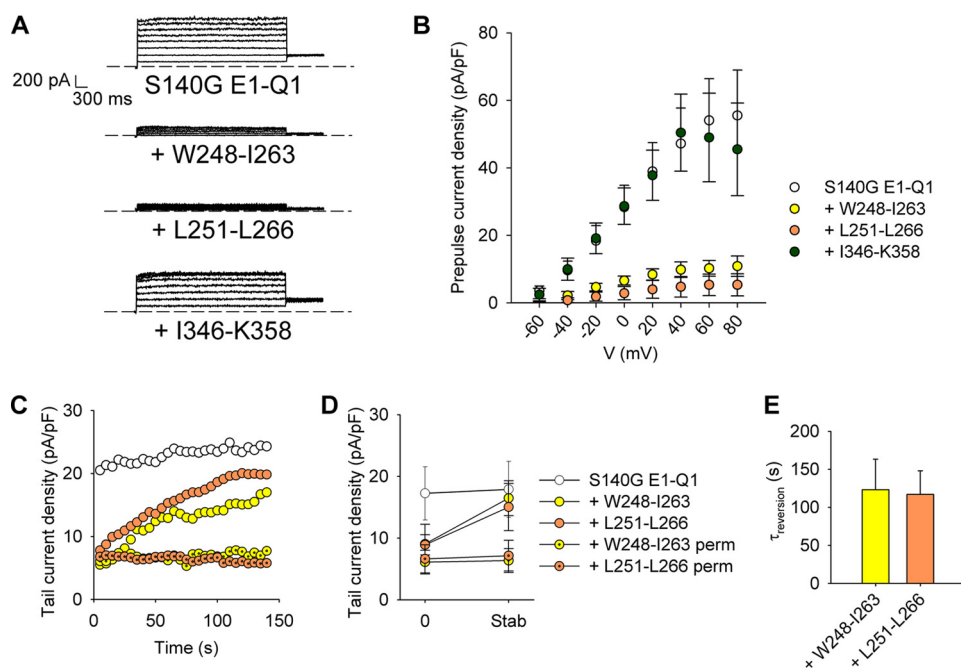 A
200 pA
300 ms
S140G E1-Q1
+ W248-I263
+ L251-L266
+ I346-K358
B
Prepulse current density (pA/pF)
80
60
40
20
0
-60
-40
-20
0
20
40
60
80
V (mV)
S140G E1-Q1
+ W248-I263
+ L251-L266
+ I346-K358
C
Tail current density (pA/pF)
30
20
10
0
0
50
100
150
Time (s)
D
Tail current density (pA/pF)
30
20
10
0
0
Stab
S140G E1-Q1
+ W248-I263
+ L251-L266
+ W248-I263 perm
+ L251-L266 perm
E
τreversion (s)
200
150
100
50
0
+ W248-I263
+ L251-L266